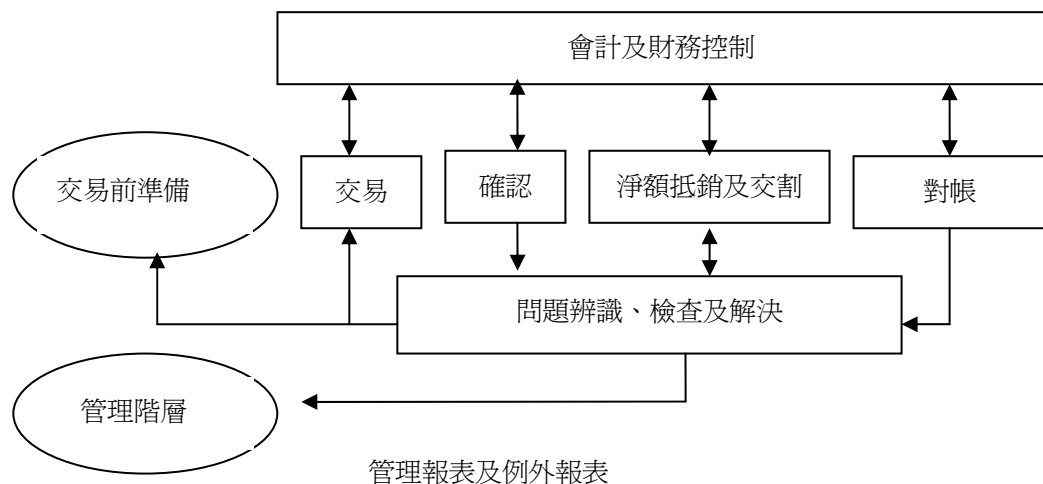 會計及財務控制
交易前準備
交易
確認
淨額抵銷及交割
對帳
問題辨識、檢查及解決
管理階層
管理報表及例外報表